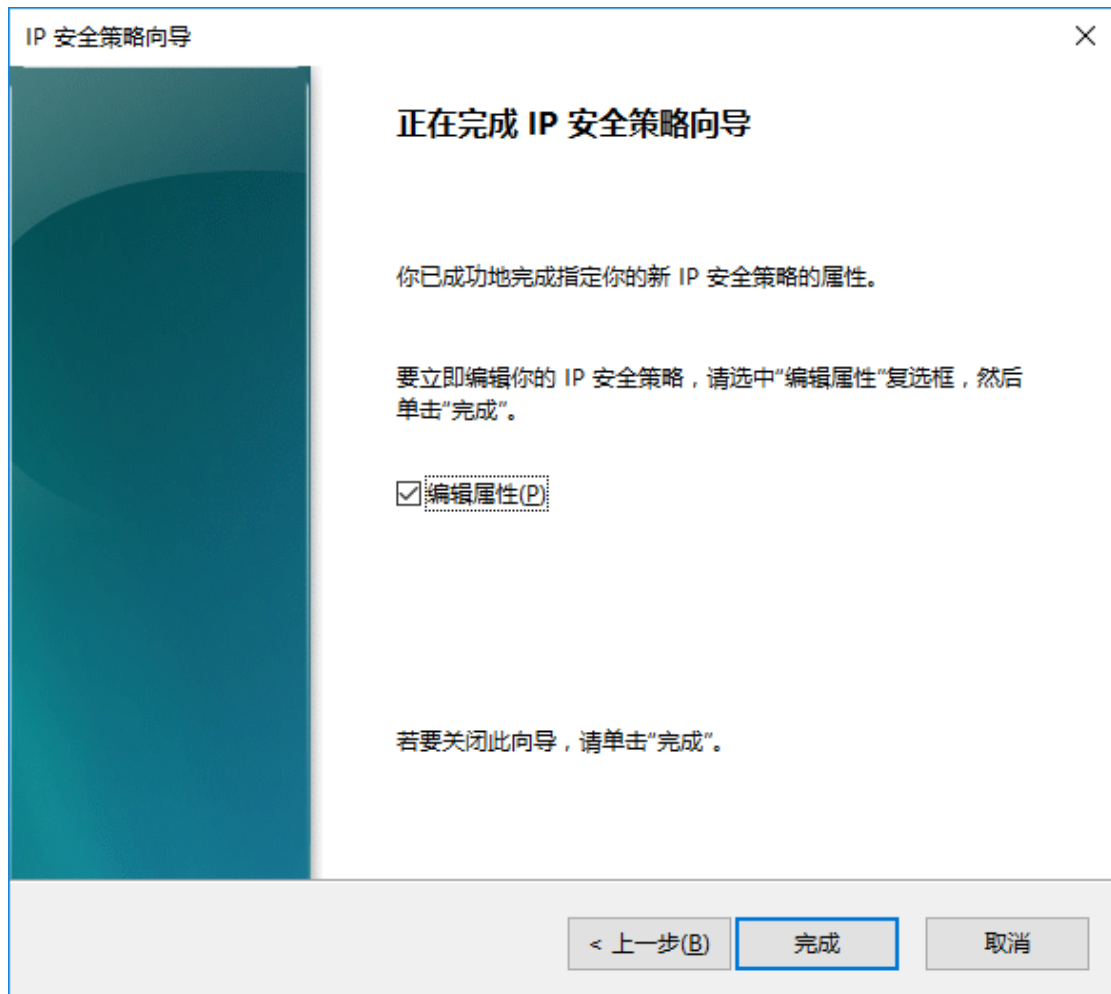 IP 安全策略向导
正在完成 IP 安全策略向导
你已成功地完成指定你的新 IP 安全策略的属性。
要立即编辑你的 IP 安全策略，请选中“编辑属性”复选框，然后
单击“完成”。
编辑属性(P)
若要关闭此向导，请单击“完成”。
< 上一步(B)
完成
取消